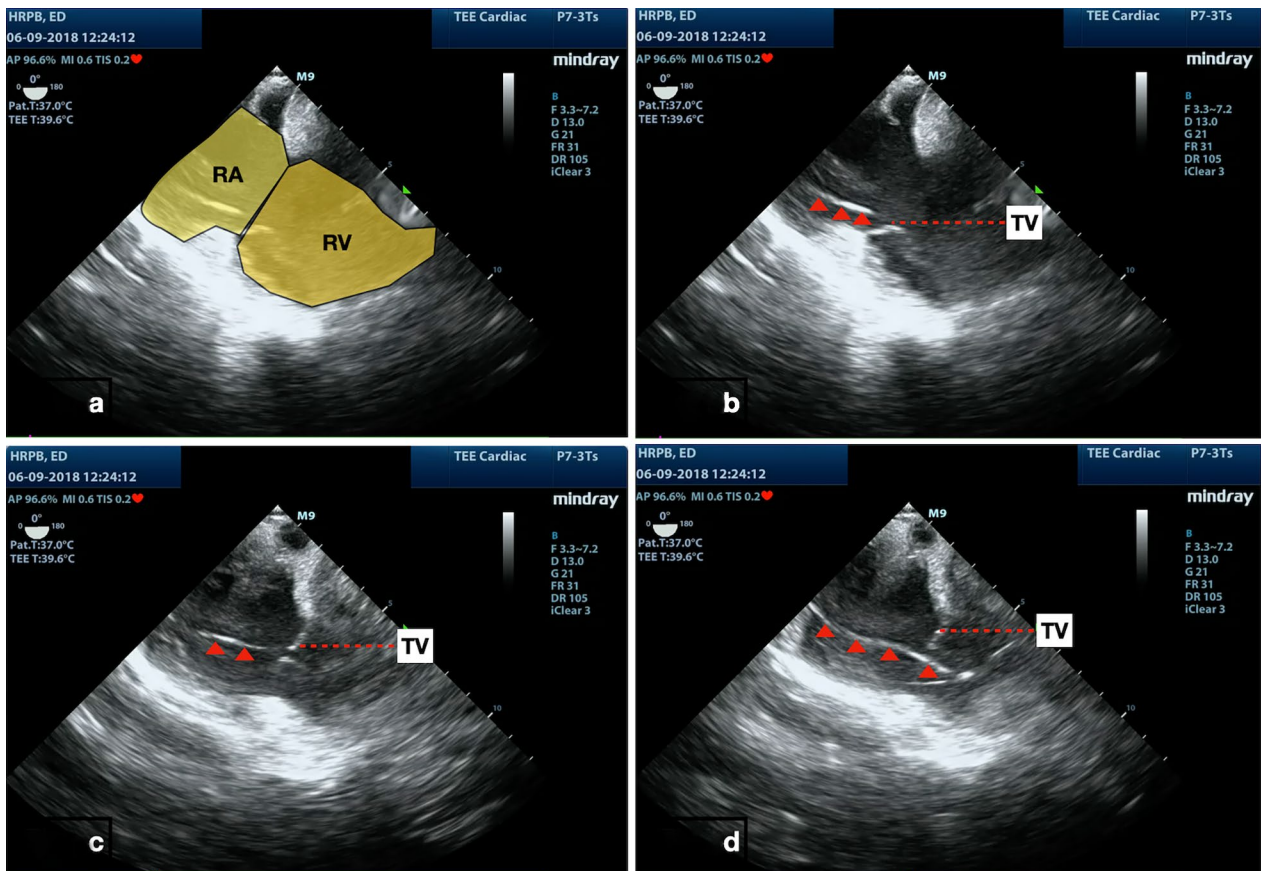 HRPB, ED
06-09-2018 12:24:12
TEE Cardiac P7-3Ts
AP 96.6% MI 0.6 TIS 0.2
mindray
0°
0 180
Pat.T:37.0°C
TEE T:39.6°C
M9
B
F 3.3~7.2
D 13.0
G 21
FR 31
DR 105
iClear 3
5
10
RA
RV
a
HRPB, ED
06-09-2018 12:24:12
TEE Cardiac P7-3Ts
AP 96.6% MI 0.6 TIS 0.2
mindray
0°
0 180
Pat.T:37.0°C
TEE T:39.6°C
M9
B
F 3.3~7.2
D 13.0
G 21
FR 31
DR 105
iClear 3
5
TV
10
b
HRPB, ED
06-09-2018 12:24:12
TEE Cardiac P7-3Ts
AP 96.6% MI 0.6 TIS 0.2
mindray
0°
0 180
Pat.T:37.0°C
TEE T:39.6°C
M9
B
F 3.3~7.2
D 13.0
G 21
FR 31
DR 105
iClear 3
5
TV
10
c
HRPB, ED
06-09-2018 12:24:12
TEE Cardiac P7-3Ts
AP 96.6% MI 0.6 TIS 0.2
mindray
0°
0 180
Pat.T:37.0°C
TEE T:39.6°C
M9
B
F 3.3~7.2
D 13.0
G 21
FR 31
DR 105
iClear 3
5
TV
10
d